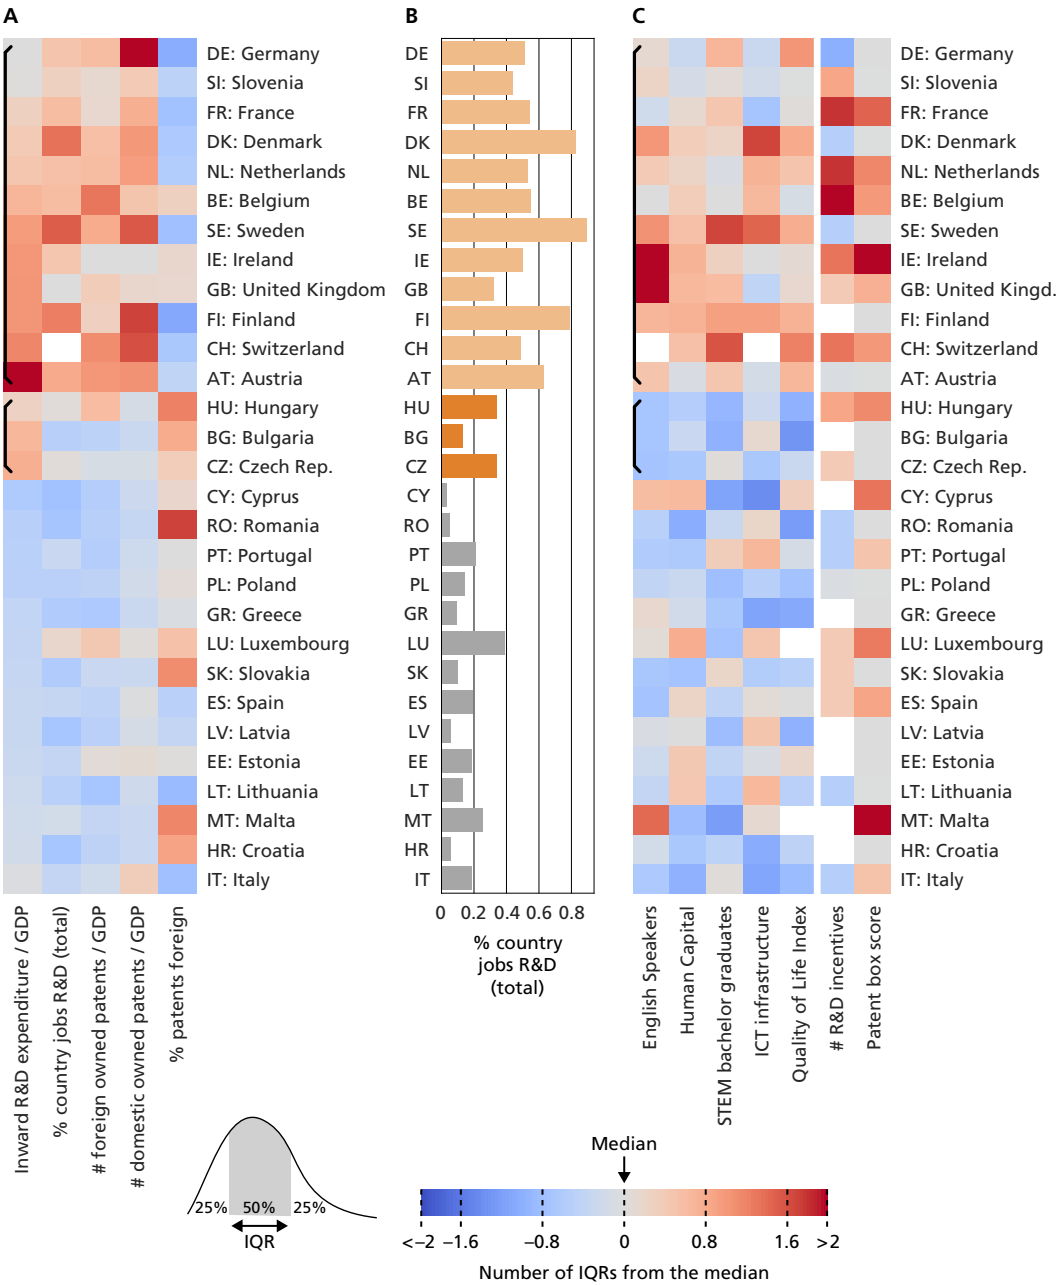 A
B
C
DE: Germany
SI: Slovenia
FR: France
DK: Denmark
NL: Netherlands
BE: Belgium
SE: Sweden
IE: Ireland
GB: United Kingdom
FI: Finland
CH: Switzerland
AT: Austria
HU: Hungary
BG: Bulgaria
CZ: Czech Rep.
CY: Cyprus
RO: Romania
PT: Portugal
PL: Poland
GR: Greece
LU: Luxembourg
SK: Slovakia
ES: Spain
LV: Latvia
EE: Estonia
LT: Lithuania
MT: Malta
HR: Croatia
IT: Italy
Inward R&D expenditure / GDP
% country jobs R&D (total)
# foreign owned patents / GDP
# domestic owned patents / GDP
% patents foreign
DE
SI
FR
DK
NL
BE
SE
IE
GB
FI
CH
AT
HU
BG
CZ
CY
RO
PT
PL
GR
LU
SK
ES
LV
EE
LT
MT
HR
IT
0 0.2 0.4 0.6 0.8
% country
jobs R&D
(total)
DE: Germany
SI: Slovenia
FR: France
DK: Denmark
NL: Netherlands
BE: Belgium
SE: Sweden
IE: Ireland
GB: United Kingd.
FI: Finland
CH: Switzerland
AT: Austria
HU: Hungary
BG: Bulgaria
CZ: Czech Rep.
CY: Cyprus
RO: Romania
PT: Portugal
PL: Poland
GR: Greece
LU: Luxembourg
SK: Slovakia
ES: Spain
LV: Latvia
EE: Estonia
LT: Lithuania
MT: Malta
HR: Croatia
IT: Italy
English Speakers
Human Capital
STEM bachelor graduates
ICT infrastructure
Quality of Life Index
# R&D incentives
Patent box score
25% 50% 25%
IQR
Median
<−2 −1.6 −0.8 0 0.8 1.6 >2
Number of IQRs from the median